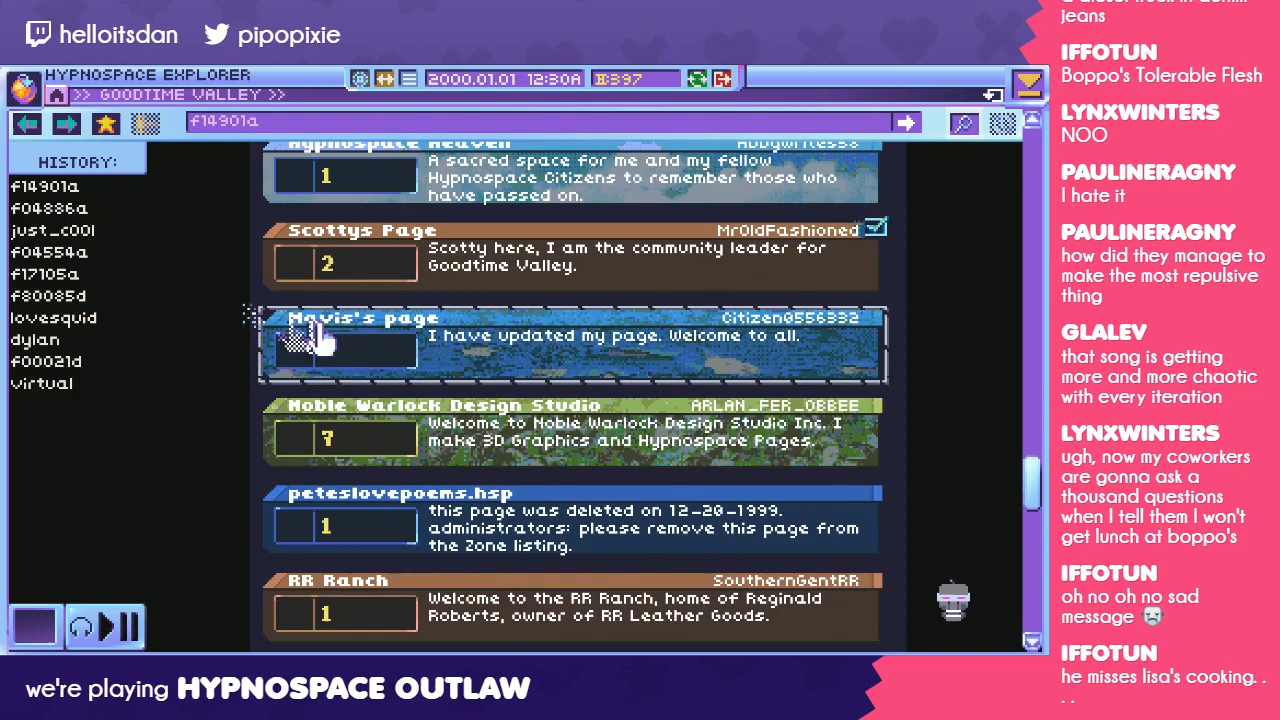 helloitsdan
pipopixie
HYPNOSPACE EXPLORER
2000.01.01 12:30A
397
>> GOODTIME VALLEY >>
f14901a
HISTORY:
f14901a
f04886a
just_c00l
f04554a
f17105a
f80085d
lovesquid
dylan
f00021d
virtual
Hypnospace Heaven
Abbywrites98
1
A sacred space for me and my fellow
Hypnospace Citizens to remember those who
have passed on.
Scottys Page
MrOldFashioned
2
Scotty here, I am the community leader for
Goodtime Valley.
Mavis's page
Citizen0556332
I have updated my page. Welcome to all.
Noble Warlock Design Studio
ARLAN_FER_OBBEE
7
Welcome to Noble Warlock Design Studio Inc. I
make 3D Graphics and Hypnospace Pages.
peteslovepoems.hsp
1
this page was deleted on 12-20-1999.
administrators: please remove this page from
the Zone listing.
RR Ranch
SouthernGentRR
1
Welcome to the RR Ranch, home of Reginald
Roberts, owner of RR Leather Goods.
jeans
IFFOTUN
Boppo's Tolerable Flesh
LYNXWINTERS
NOO
PAULINERAGNY
I hate it
PAULINERAGNY
how did they manage to
make the most repulsive
thing
GLALEV
that song is getting
more and more chaotic
with every iteration
LYNXWINTERS
ugh, now my coworkers
are gonna ask a
thousand questions
when I tell them I won't
get lunch at boppo's
IFFOTUN
oh no oh no sad
message
IFFOTUN
he misses lisa's cooking. .
. .
we're playing HYPNOSPACE OUTLAW